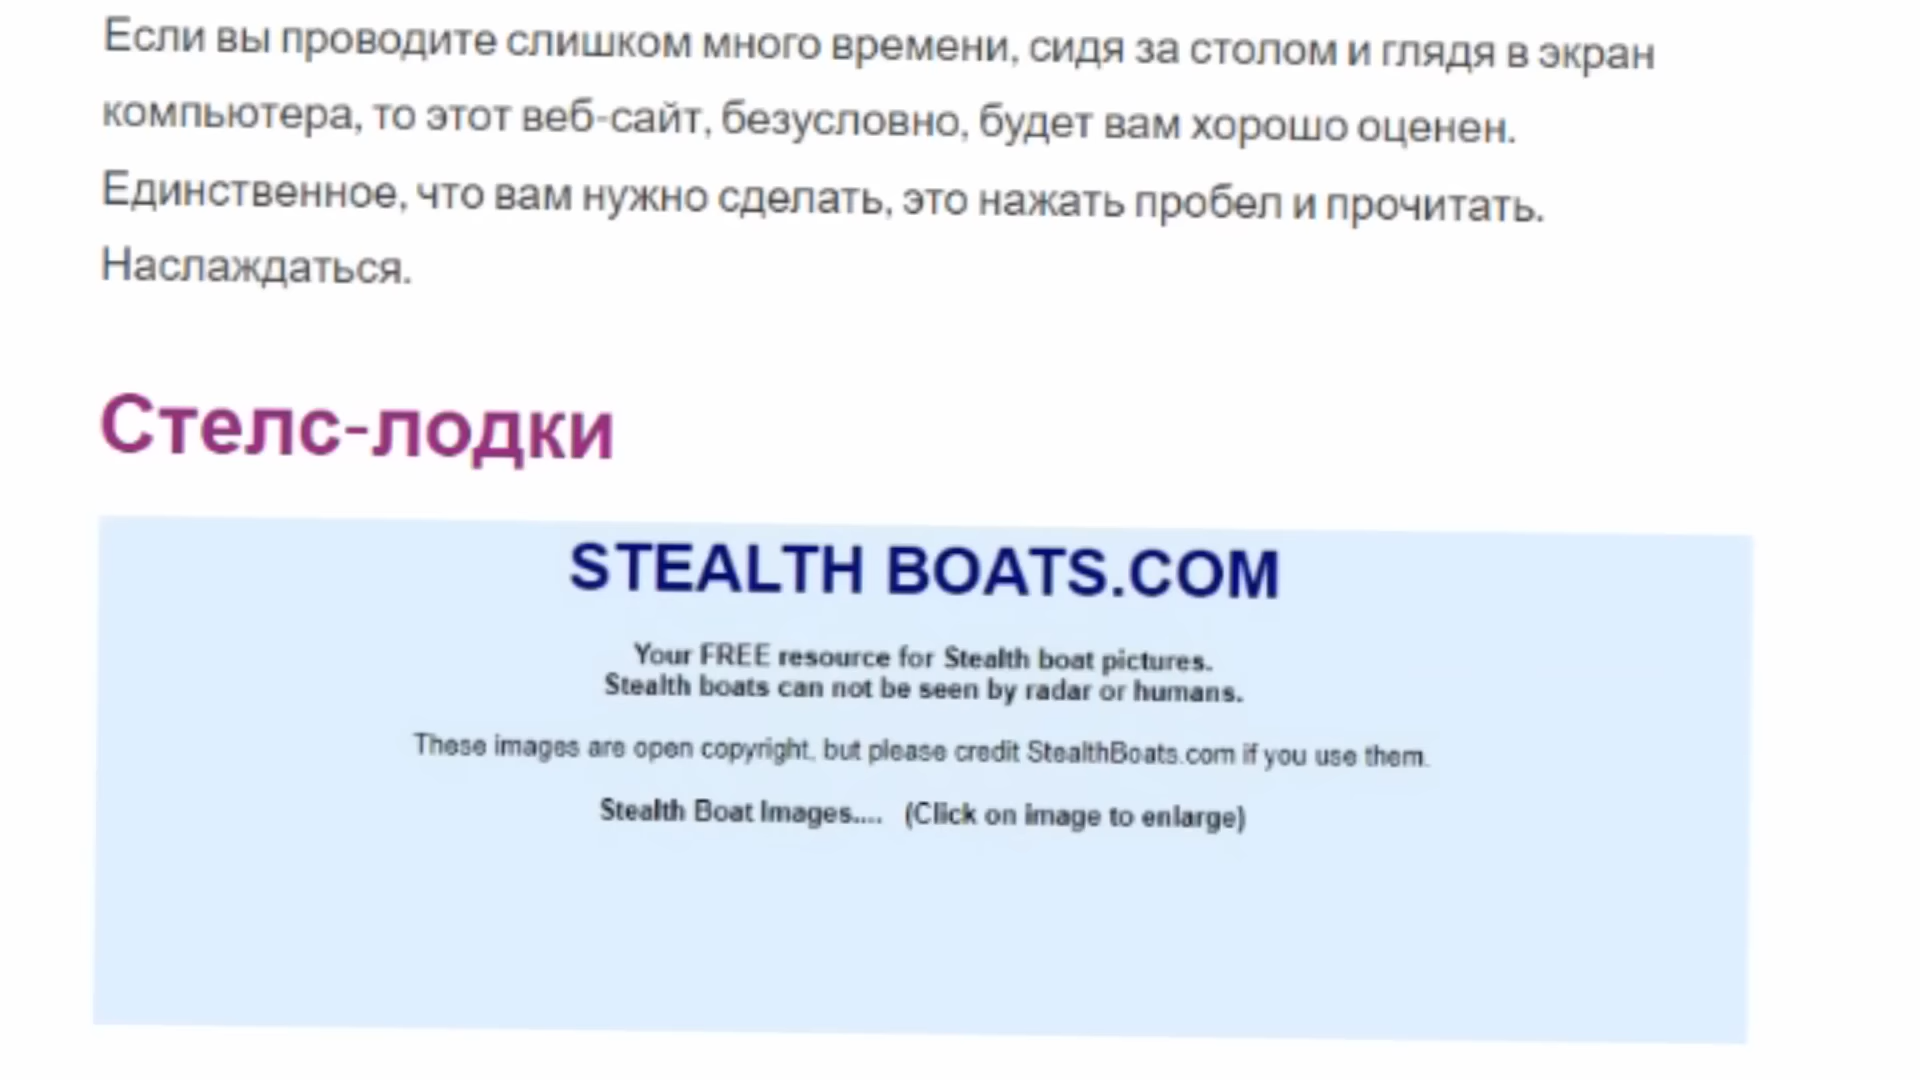 Если вы проводите слишком много времени, сидя за столом и глядя в экран
компьютера, то этот веб-сайт, безусловно, будет вам хорошо оценен.
Единственное, что вам нужно сделать, это нажать пробел и прочитать.
Наслаждаться.
Стелс-лодки
STEALTH BOATS.COM
Your FREE resource for Stealth boat pictures.
Stealth boats can not be seen by radar or humans.
These images are open copyright, but please credit StealthBoats.com if you use them.
Stealth Boat Images.... (Click on image to enlarge)